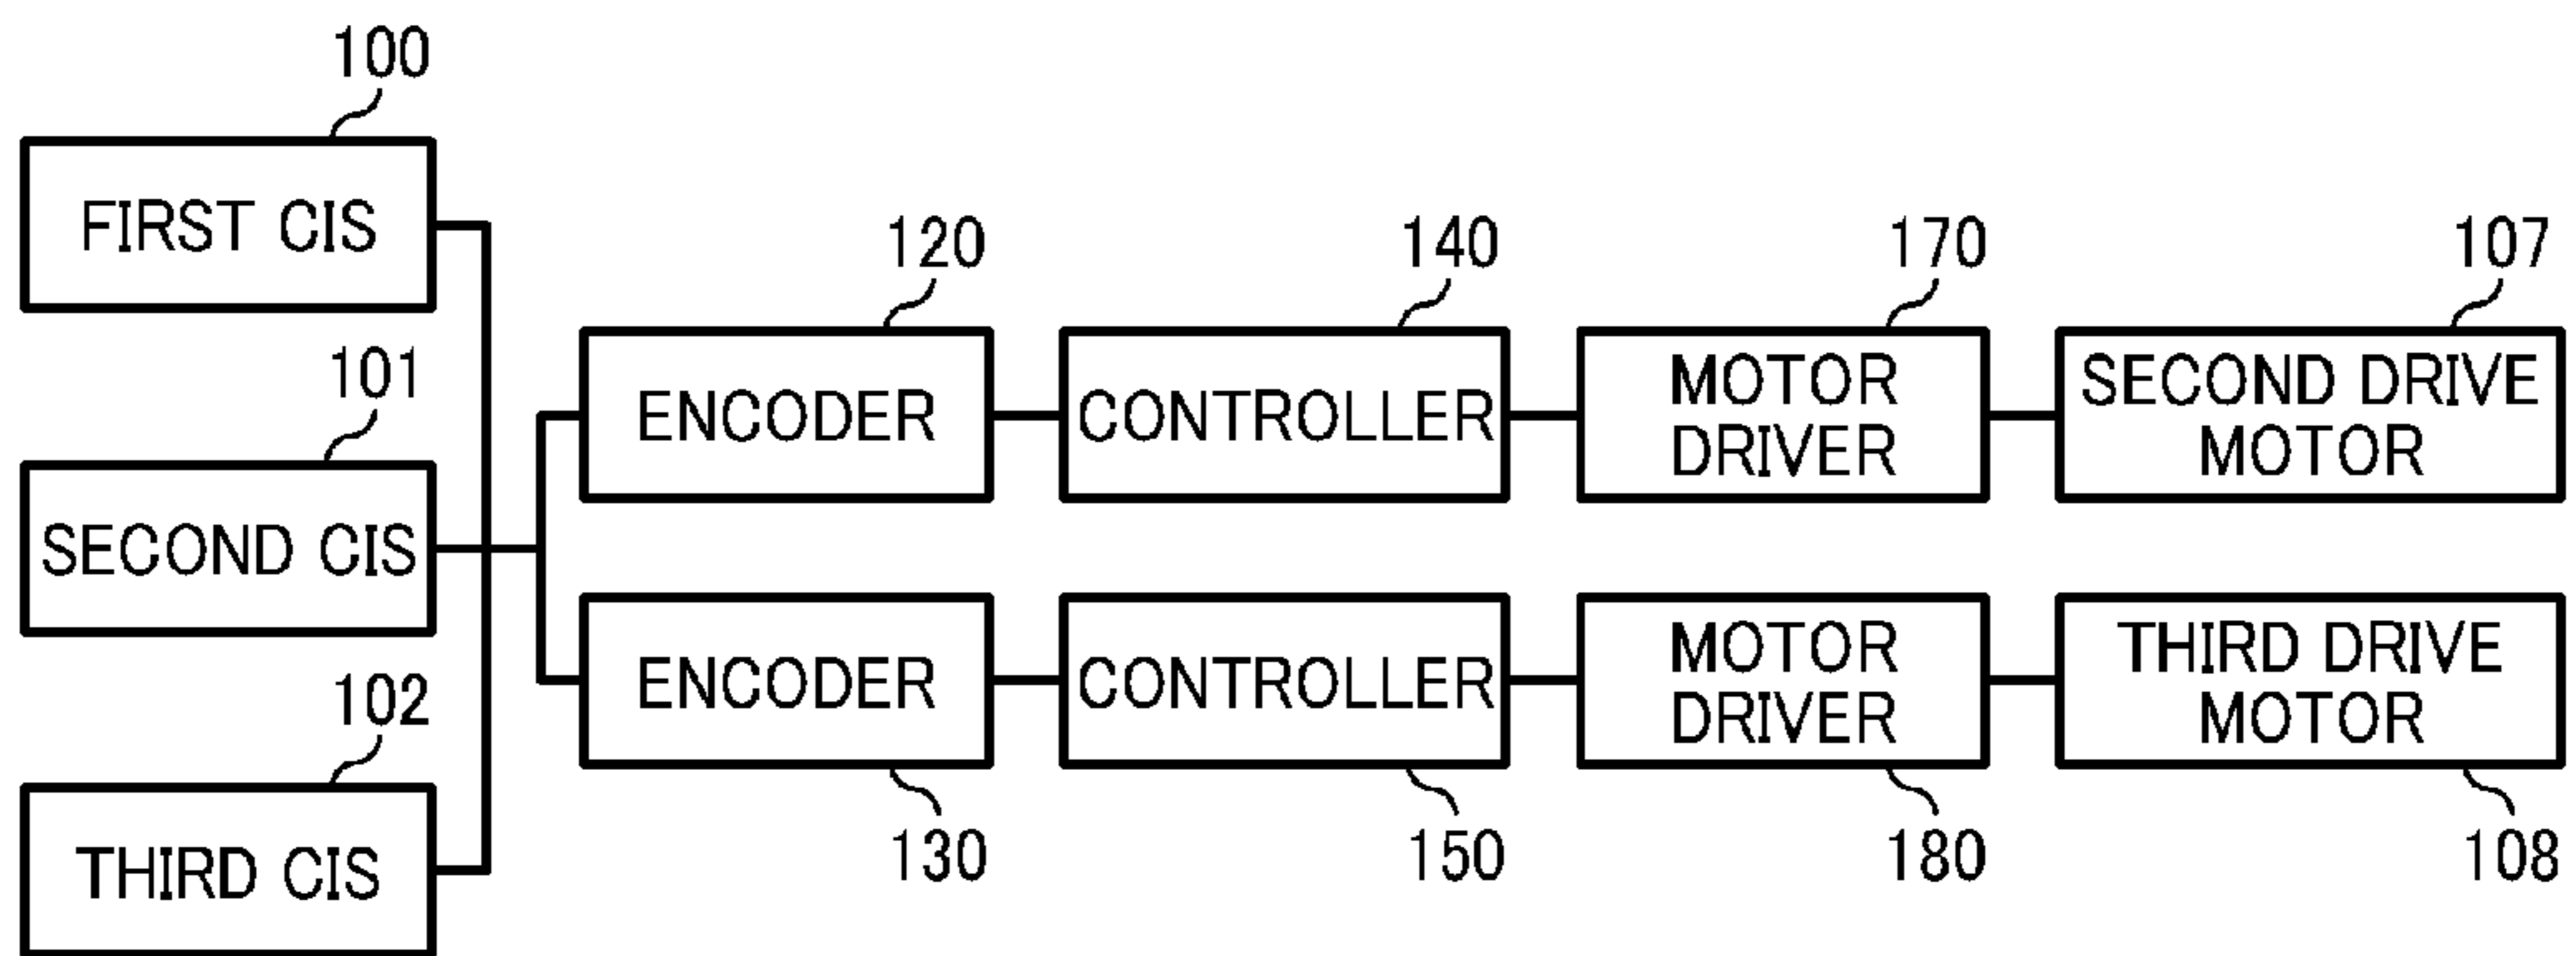 100
FIRST CIS
120
140
170
107
101
ENCODER
CONTROLLER
MOTOR
DRIVER
SECOND DRIVE
MOTOR
SECOND CIS
102
ENCODER
CONTROLLER
MOTOR
DRIVER
THIRD DRIVE
MOTOR
THIRD CIS
130
150
180
108